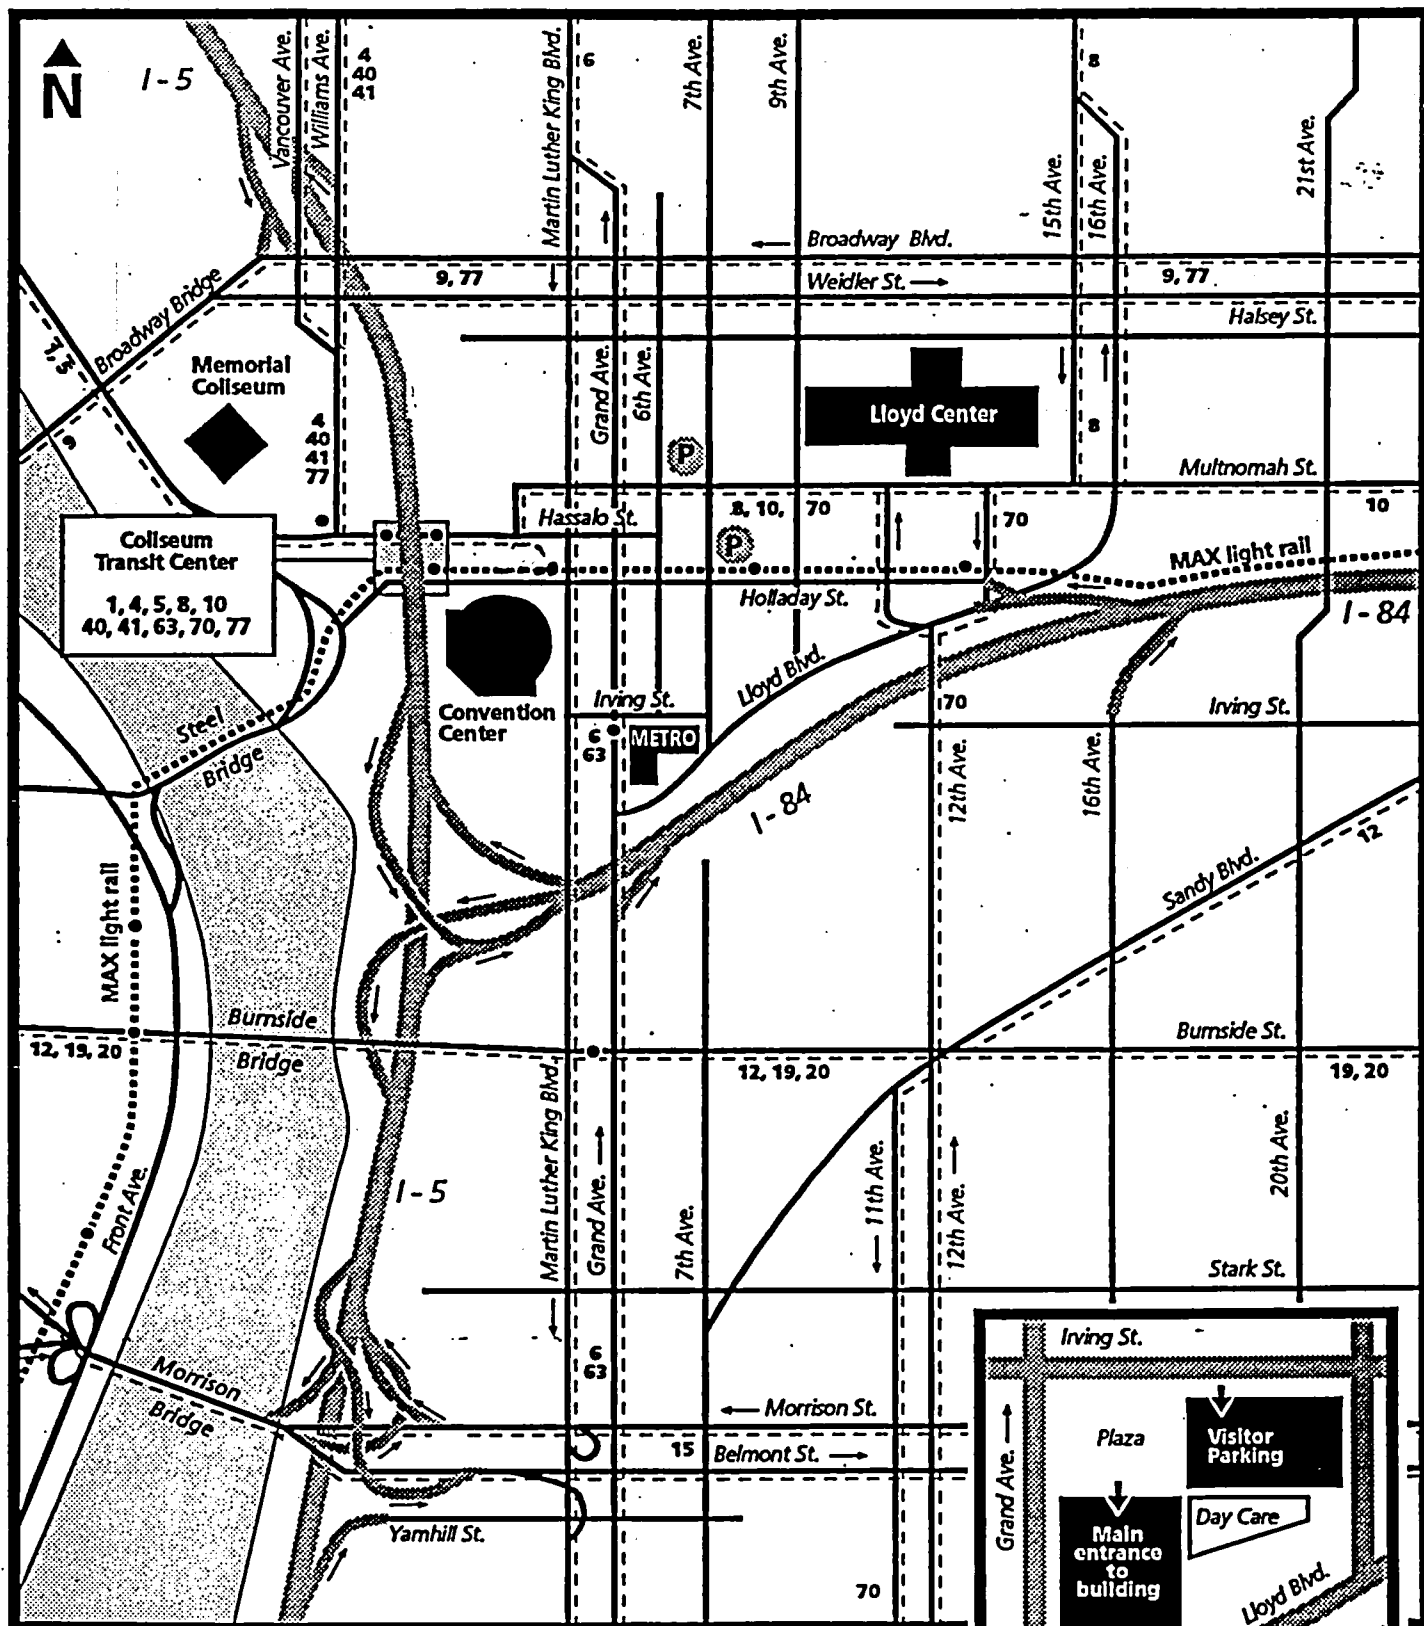 N
I - 5
Vancouver Ave.
Williams Ave.
4
40
41
Martin Luther King Blvd.
6
7th Ave.
9th Ave.
15th Ave.
8
16th Ave.
21st Ave.
Broadway Blvd.
9, 77
Weidler St.
9, 77
Halsey St.
Broadway Bridge
1, 5
9
Memorial
Coliseum
4
40
41
77
Grand Ave.
6th Ave.
P
Lloyd Center
8
Multnomah St.
Hassalo St.
8, 10, 70
70
10
P
Coliseum
Transit Center
1, 4, 5, 8, 10
40, 41, 63, 70, 77
MAX light rail
Holladay St.
I - 84
Lloyd Blvd.
Convention
Center
Irving St.
METRO
6
63
70
Irving St.
Steel
Bridge
12th Ave.
16th Ave.
I - 84
12
Sandy Blvd.
MAX light rail
Burnside
Bridge
12, 19, 20
12, 19, 20
Burnside St.
19, 20
Martin Luther King Blvd.
Grand Ave.
7th Ave.
11th Ave.
12th Ave.
20th Ave.
I - 5
Front Ave.
Stark St.
6
63
Morrison
Bridge
Morrison St.
15
Belmont St.
Yamhill St.
70
Irving St.
Grand Ave.
Plaza
Visitor
Parking
Day Care
Main
entrance
to
building
Lloyd Blvd.